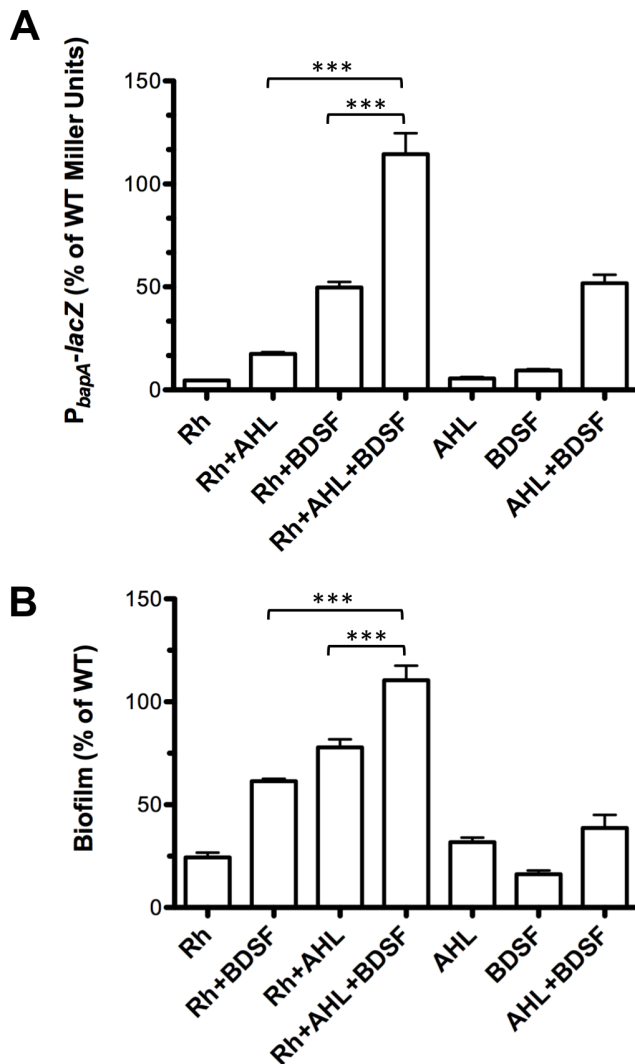 A
P_bapA-lacZ (% of WT Miller Units)
150
100
50
0
***
***
Rh
Rh+AHL
Rh+BDSF
Rh+AHL+BDSF
AHL
BDSF
AHL+BDSF
B
Biofilm (% of WT)
150
100
50
0
***
***
Rh
Rh+BDSF
Rh+AHL
Rh+AHL+BDSF
AHL
BDSF
AHL+BDSF